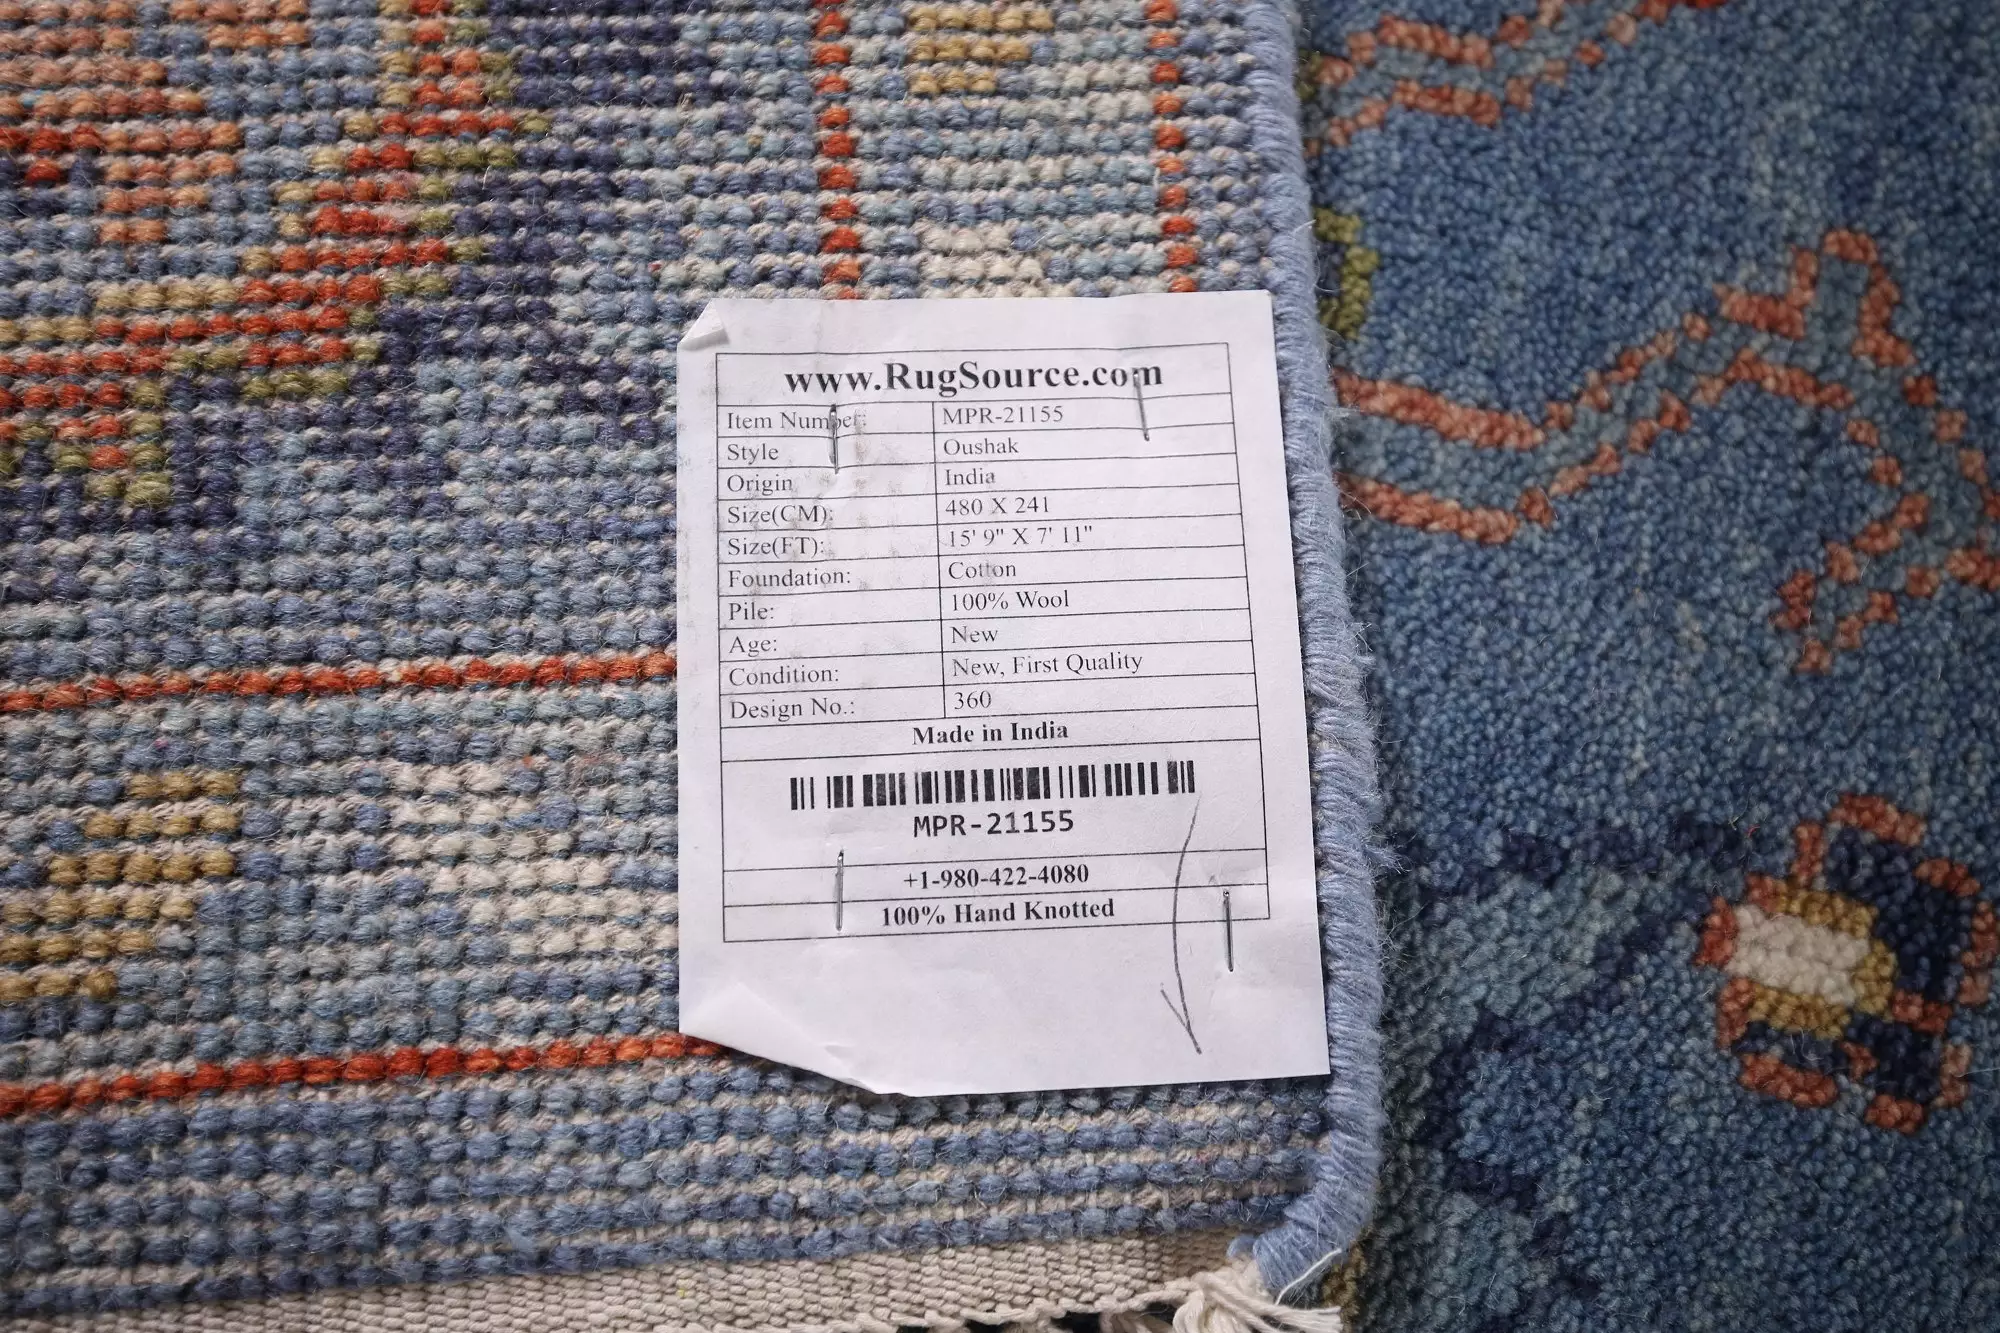 www.RugSource.com
Item Number: MPR-21155
Style Oushak
Origin India
Size(CM): 480 X 241
Size(FT): 15' 9" X 7' 11"
Foundation: Cotton
Pile: 100% Wool
Age: New
Condition: New, First Quality
Design No.: 360
Made in India
MPR-21155
+1-980-422-4080
100% Hand Knotted